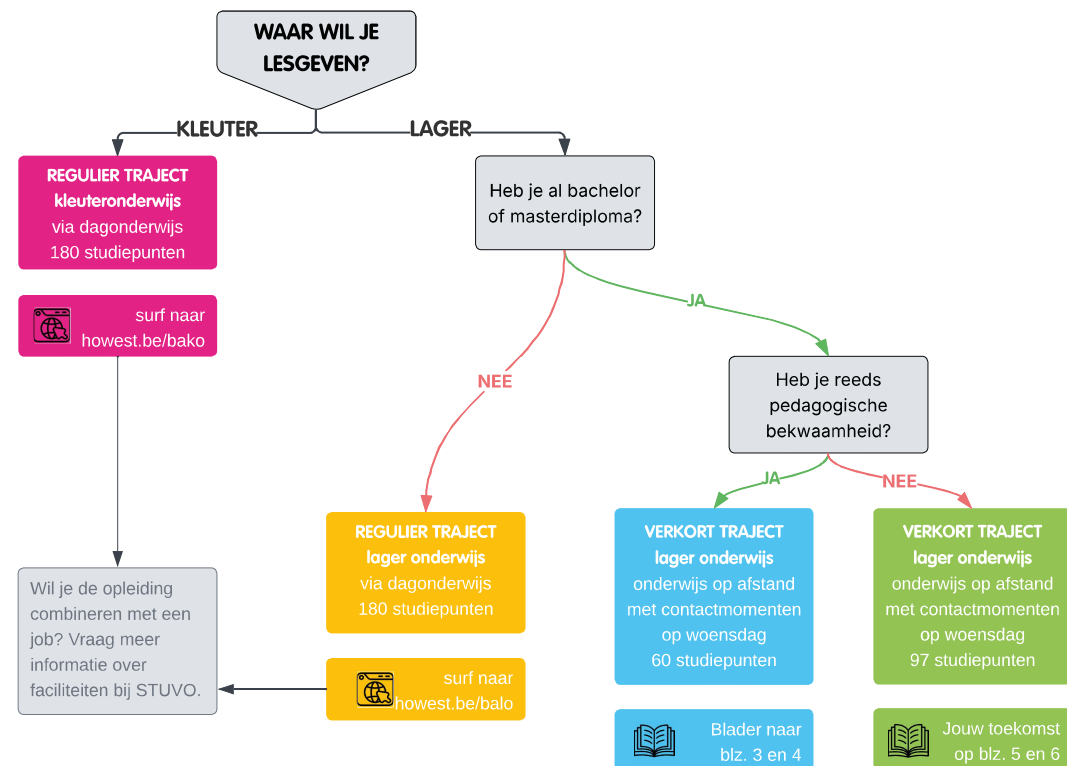 WAAR WIL JE
LESGEVEN?
KLEUTER
LAGER
REGULIER TRAJECT
kleuteronderwijs
via dagonderwijs
180 studiepunten
Heb je al bachelor
of masterdiploma?
surf naar
howest.be/bako
JA
NEE
Heb je reeds
pedagogische
bekwaamheid?
JA
NEE
REGULIER TRAJECT
lager onderwijs
via dagonderwijs
180 studiepunten
VERKORT TRAJECT
lager onderwijs
onderwijs op afstand
met contactmomenten
op woensdag
60 studiepunten
VERKORT TRAJECT
lager onderwijs
onderwijs op afstand
met contactmomenten
op woensdag
97 studiepunten
Wil je de opleiding
combineren met een
job? Vraag meer
informatie over
faciliteiten bij STUVO.
surf naar
howest.be/balo
Blader naar
blz. 3 en 4
Jouw toekomst
op blz. 5 en 6